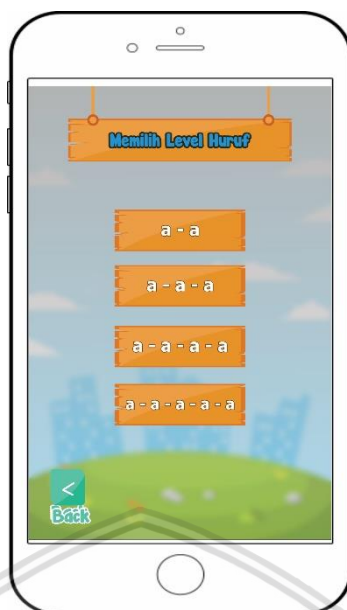 Memilih Level Huruf
a - a
a - a - a
a - a - a - a
a - a - a - a - a
<
Back